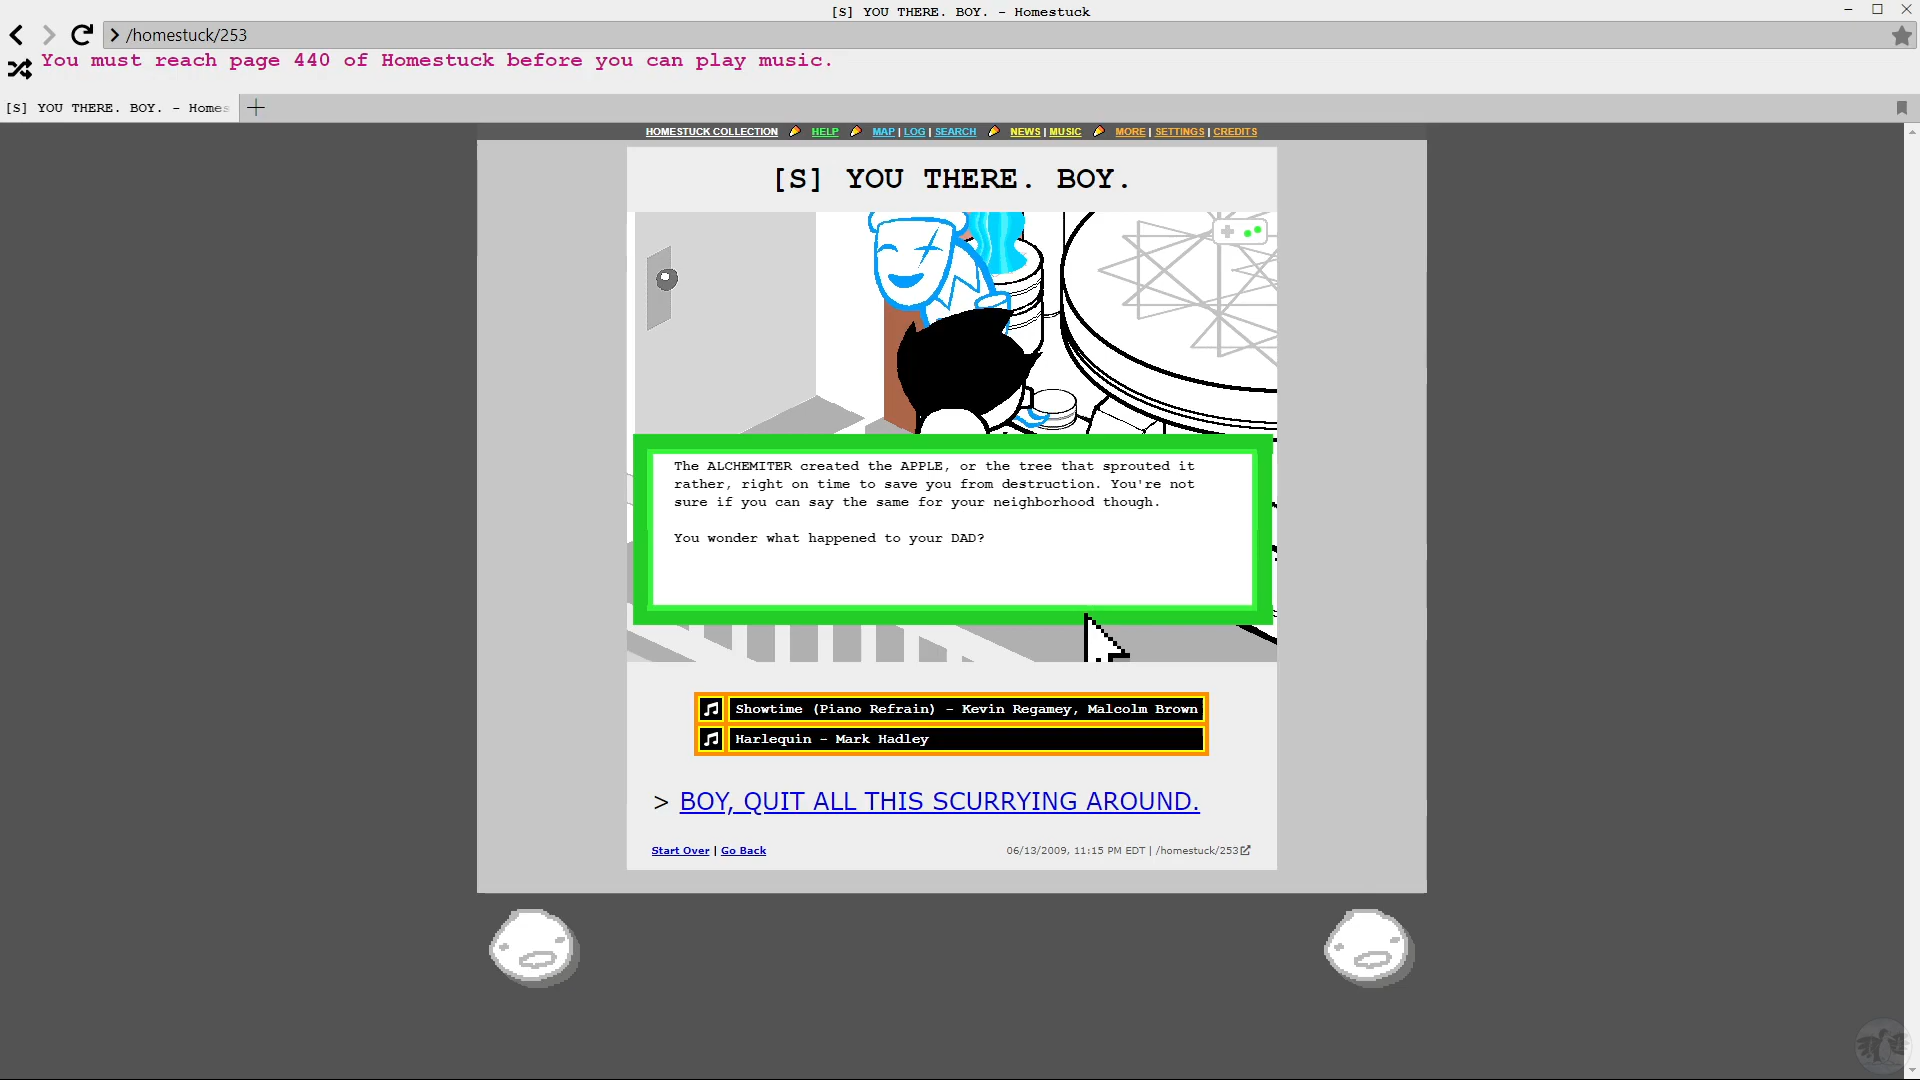 [S] YOU THERE. BOY. - Homestuck
/homestuck/253
You must reach page 440 of Homestuck before you can play music.
[S] YOU THERE. BOY. - Homes
HOMESTUCK COLLECTION HELP MAP | LOG | SEARCH NEWS | MUSIC MORE | SETTINGS | CREDITS
[S] YOU THERE. BOY.
The ALCHEMITER created the APPLE, or the tree that sprouted it
rather, right on time to save you from destruction. You're not
sure if you can say the same for your neighborhood though.
You wonder what happened to your DAD?
Showtime (Piano Refrain) - Kevin Regamey, Malcolm Brown
Harlequin - Mark Hadley
> BOY, QUIT ALL THIS SCURRYING AROUND.
Start Over | Go Back
06/13/2009, 11:15 PM EDT | /homestuck/253